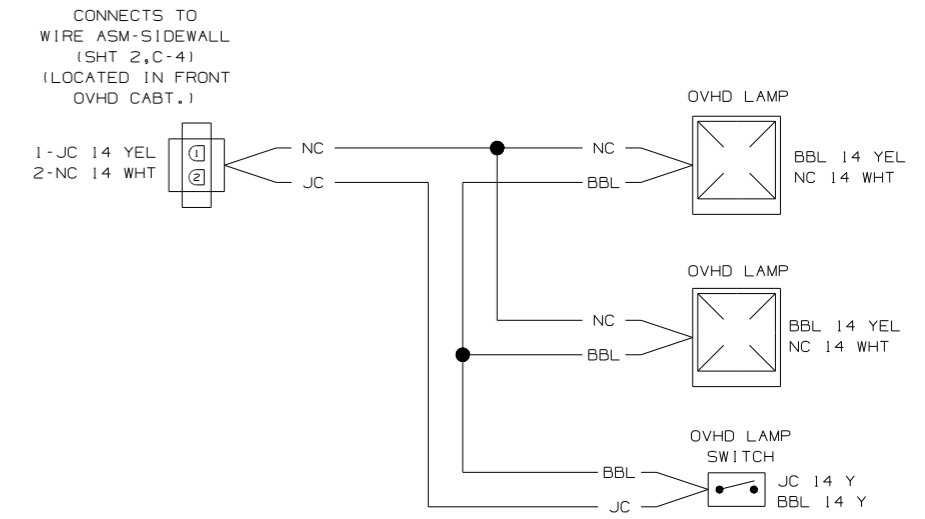 CONNECTS TO
WIRE ASM-SIDEWALL
(SHT 2,C-4)
(LOCATED IN FRONT
OVHD CABT.)
1-JC 14 YEL
2-NC 14 WHT
1
2
NC
JC
NC
BBL
OVHD LAMP
BBL 14 YEL
NC 14 WHT
OVHD LAMP
NC
BBL
BBL 14 YEL
NC 14 WHT
OVHD LAMP
SWITCH
BBL
JC
JC 14 Y
BBL 14 Y